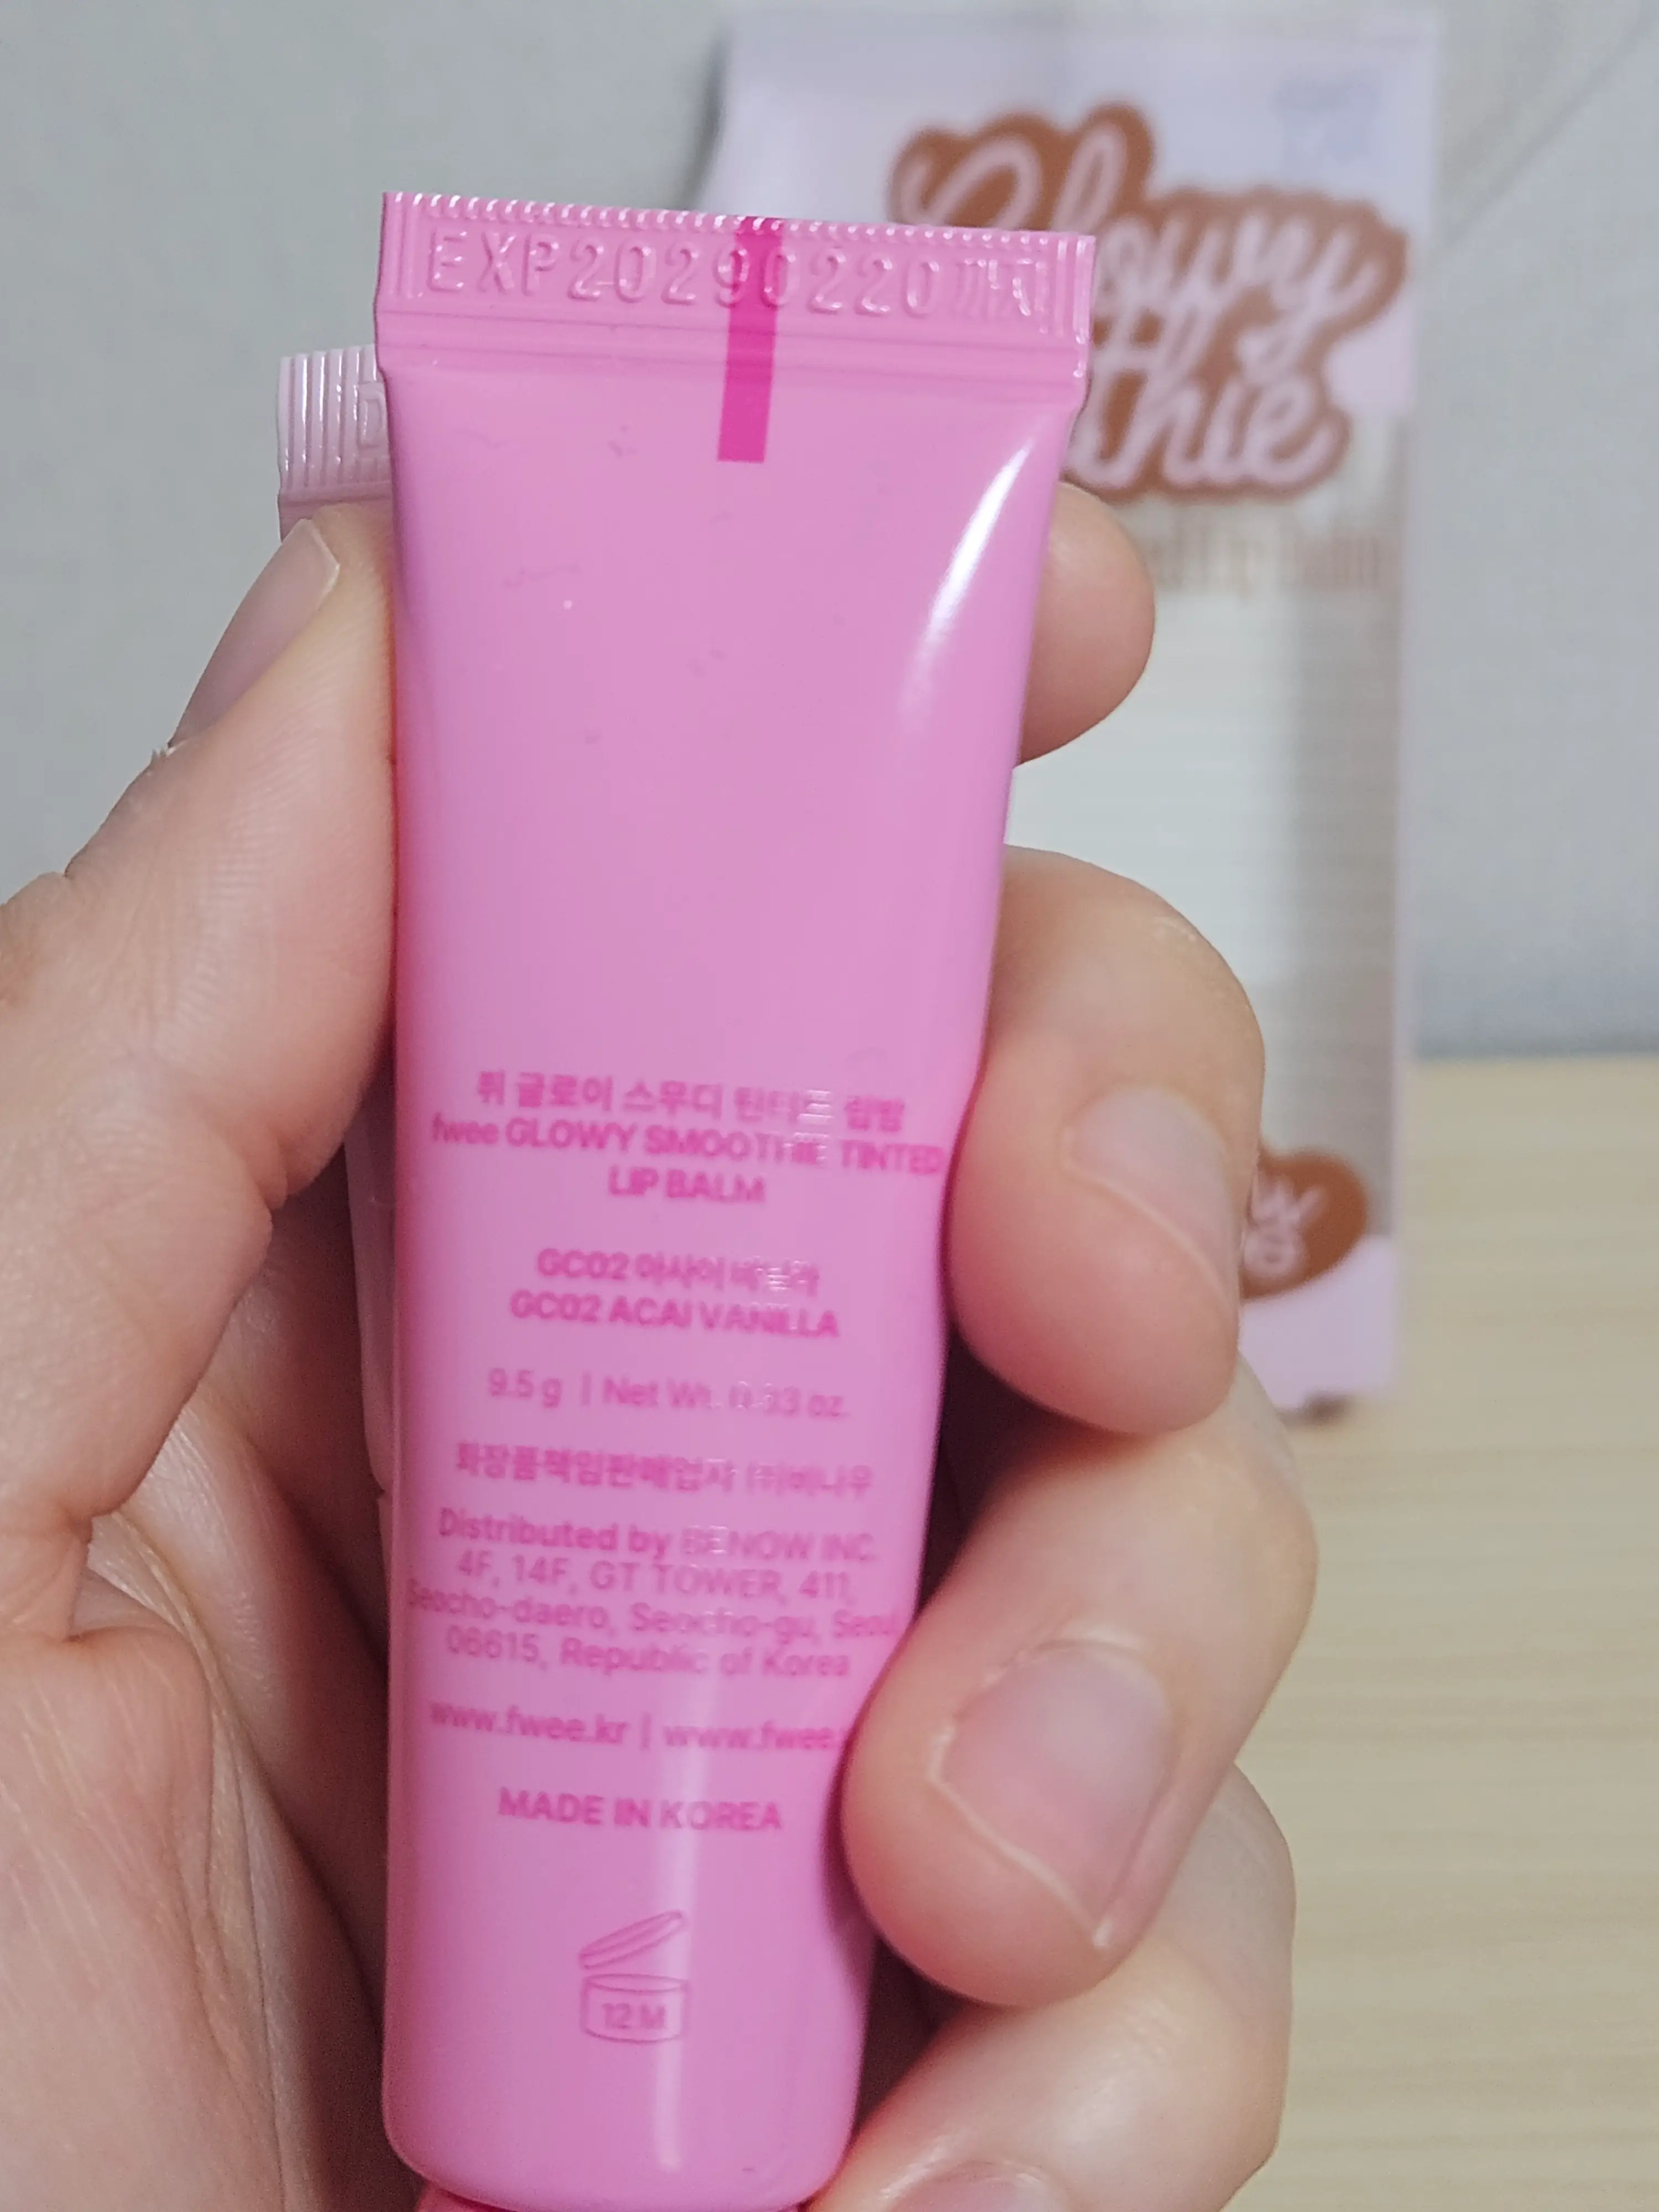 EXP20290220까지
퓌 글로이 스무디 틴티드 립밤
fwee GLOWY SMOOTHIE TINTED
LIP BALM
GC02 아사이 바닐라
GC02 ACAI VANILLA
9.5 g | Net Wt. 0.33 oz.
화장품책임판매업자 (주)비나우
Distributed by BENOW INC.
4F, 14F, GT TOWER, 411,
Seocho-daero, Seocho-gu, Seoul
06615, Republic of Korea
www.fwee.kr | www.fwee.
MADE IN KOREA
12M
Glowy
thie
Lip Balm